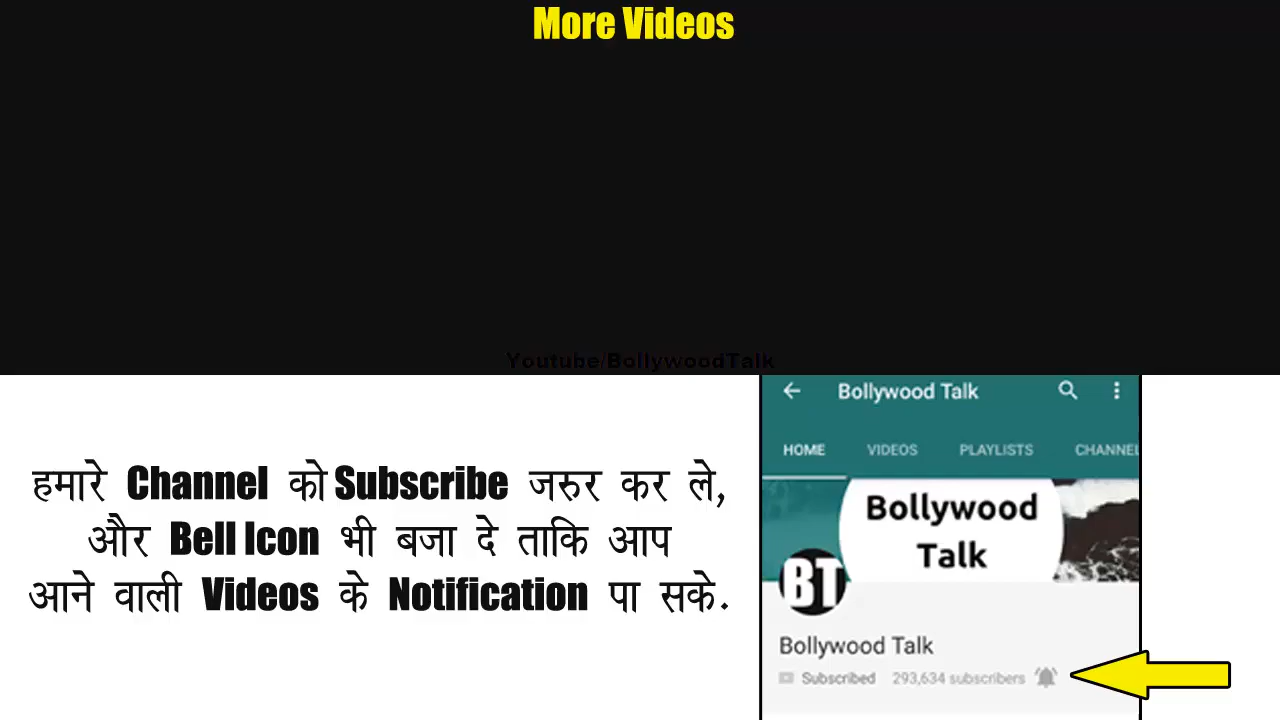 More Videos
Youtube/BollywoodTalk
हमारे Channel को Subscribe जरुर कर ले,
और Bell Icon भी बजा दे ताकि आप
आने वाली Videos के Notification पा सके.
Bollywood Talk
HOME VIDEOS PLAYLISTS CHANNEL
Bollywood
Talk
BT
Bollywood Talk
Subscribed 293,634 subscribers